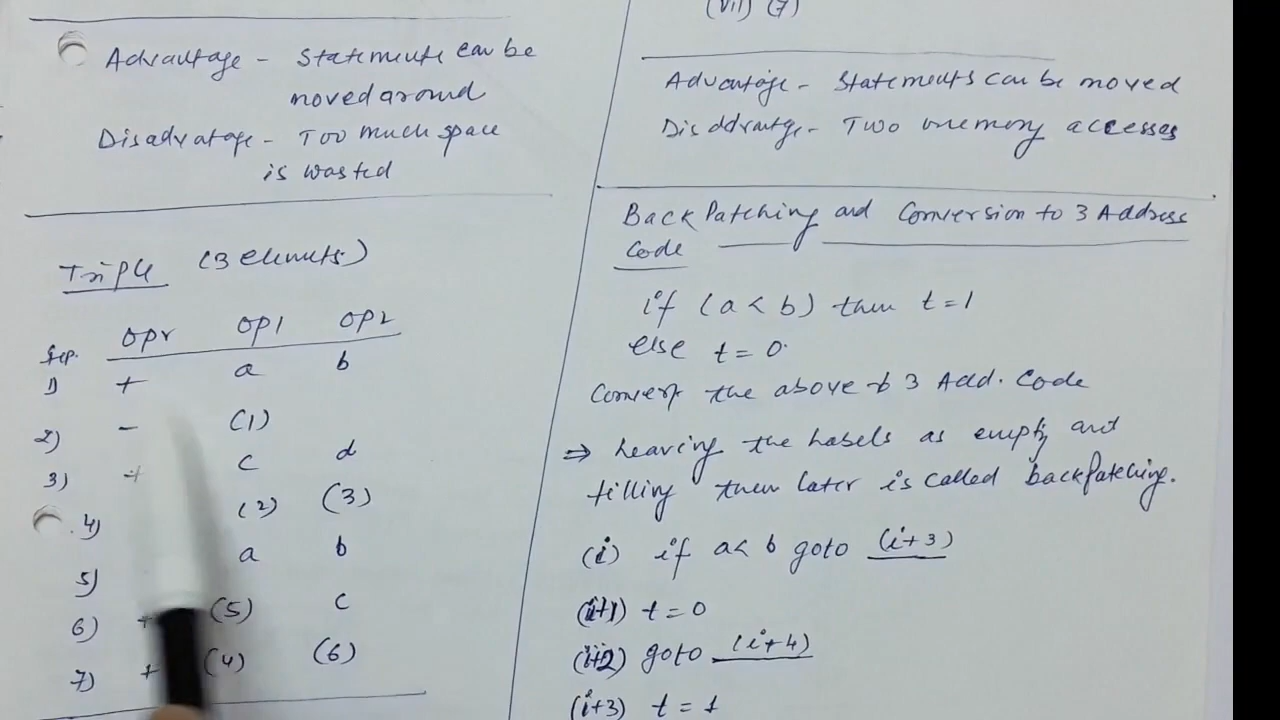 Advantage - Statements can be
moved around
Disadvatage - Too much space
is wasted
Triple (3 elements)
opr op1 op2
1) + a b
2) - (1)
3) + c d
4) (2) (3)
5) a b
6) + (5) c
7) + (4) (6)
(vii) (7)
Advantage - Statements can be moved
Disadvantge - Two memory accesses
Back Patching and Conversion to 3 Address
Code
if (a < b) then t = 1
else t = 0.
Convert the above to 3 Add. Code
⇒ Leaving the Labels as empty and
filling them later is called backpatching.
(i) if a < b goto (i+3)
(i+1) t = 0
(i+2) goto (i+4)
(i+3) t = 1